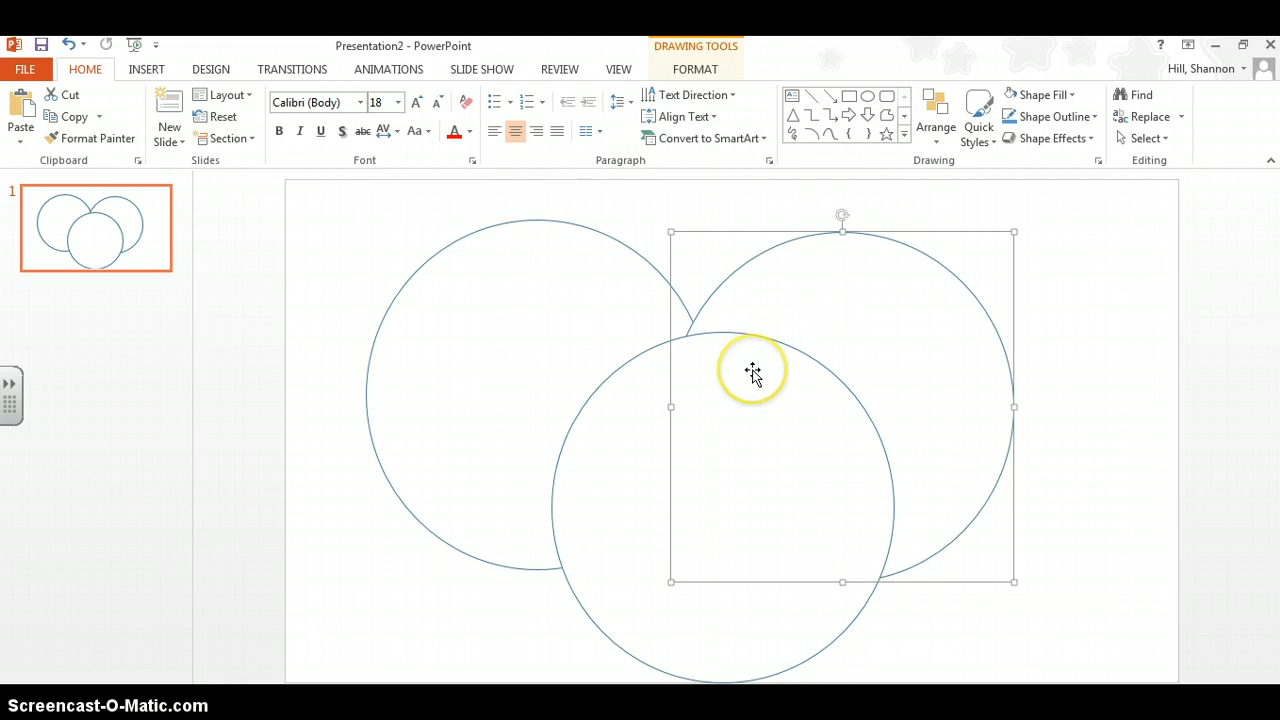 Presentation2 - PowerPoint
DRAWING TOOLS
?
FILE
HOME
INSERT
DESIGN
TRANSITIONS
ANIMATIONS
SLIDE SHOW
REVIEW
VIEW
FORMAT
Hill, Shannon
Paste
Cut
Copy
Format Painter
Clipboard
New Slide
Layout
Reset
Section
Slides
Calibri (Body)
18
B I U S abc AV Aa A
Font
Text Direction
Align Text
Convert to SmartArt
Paragraph
Arrange
Quick Styles
Shape Fill
Shape Outline
Shape Effects
Drawing
Find
Replace
Select
Editing
1
Screencast-O-Matic.com